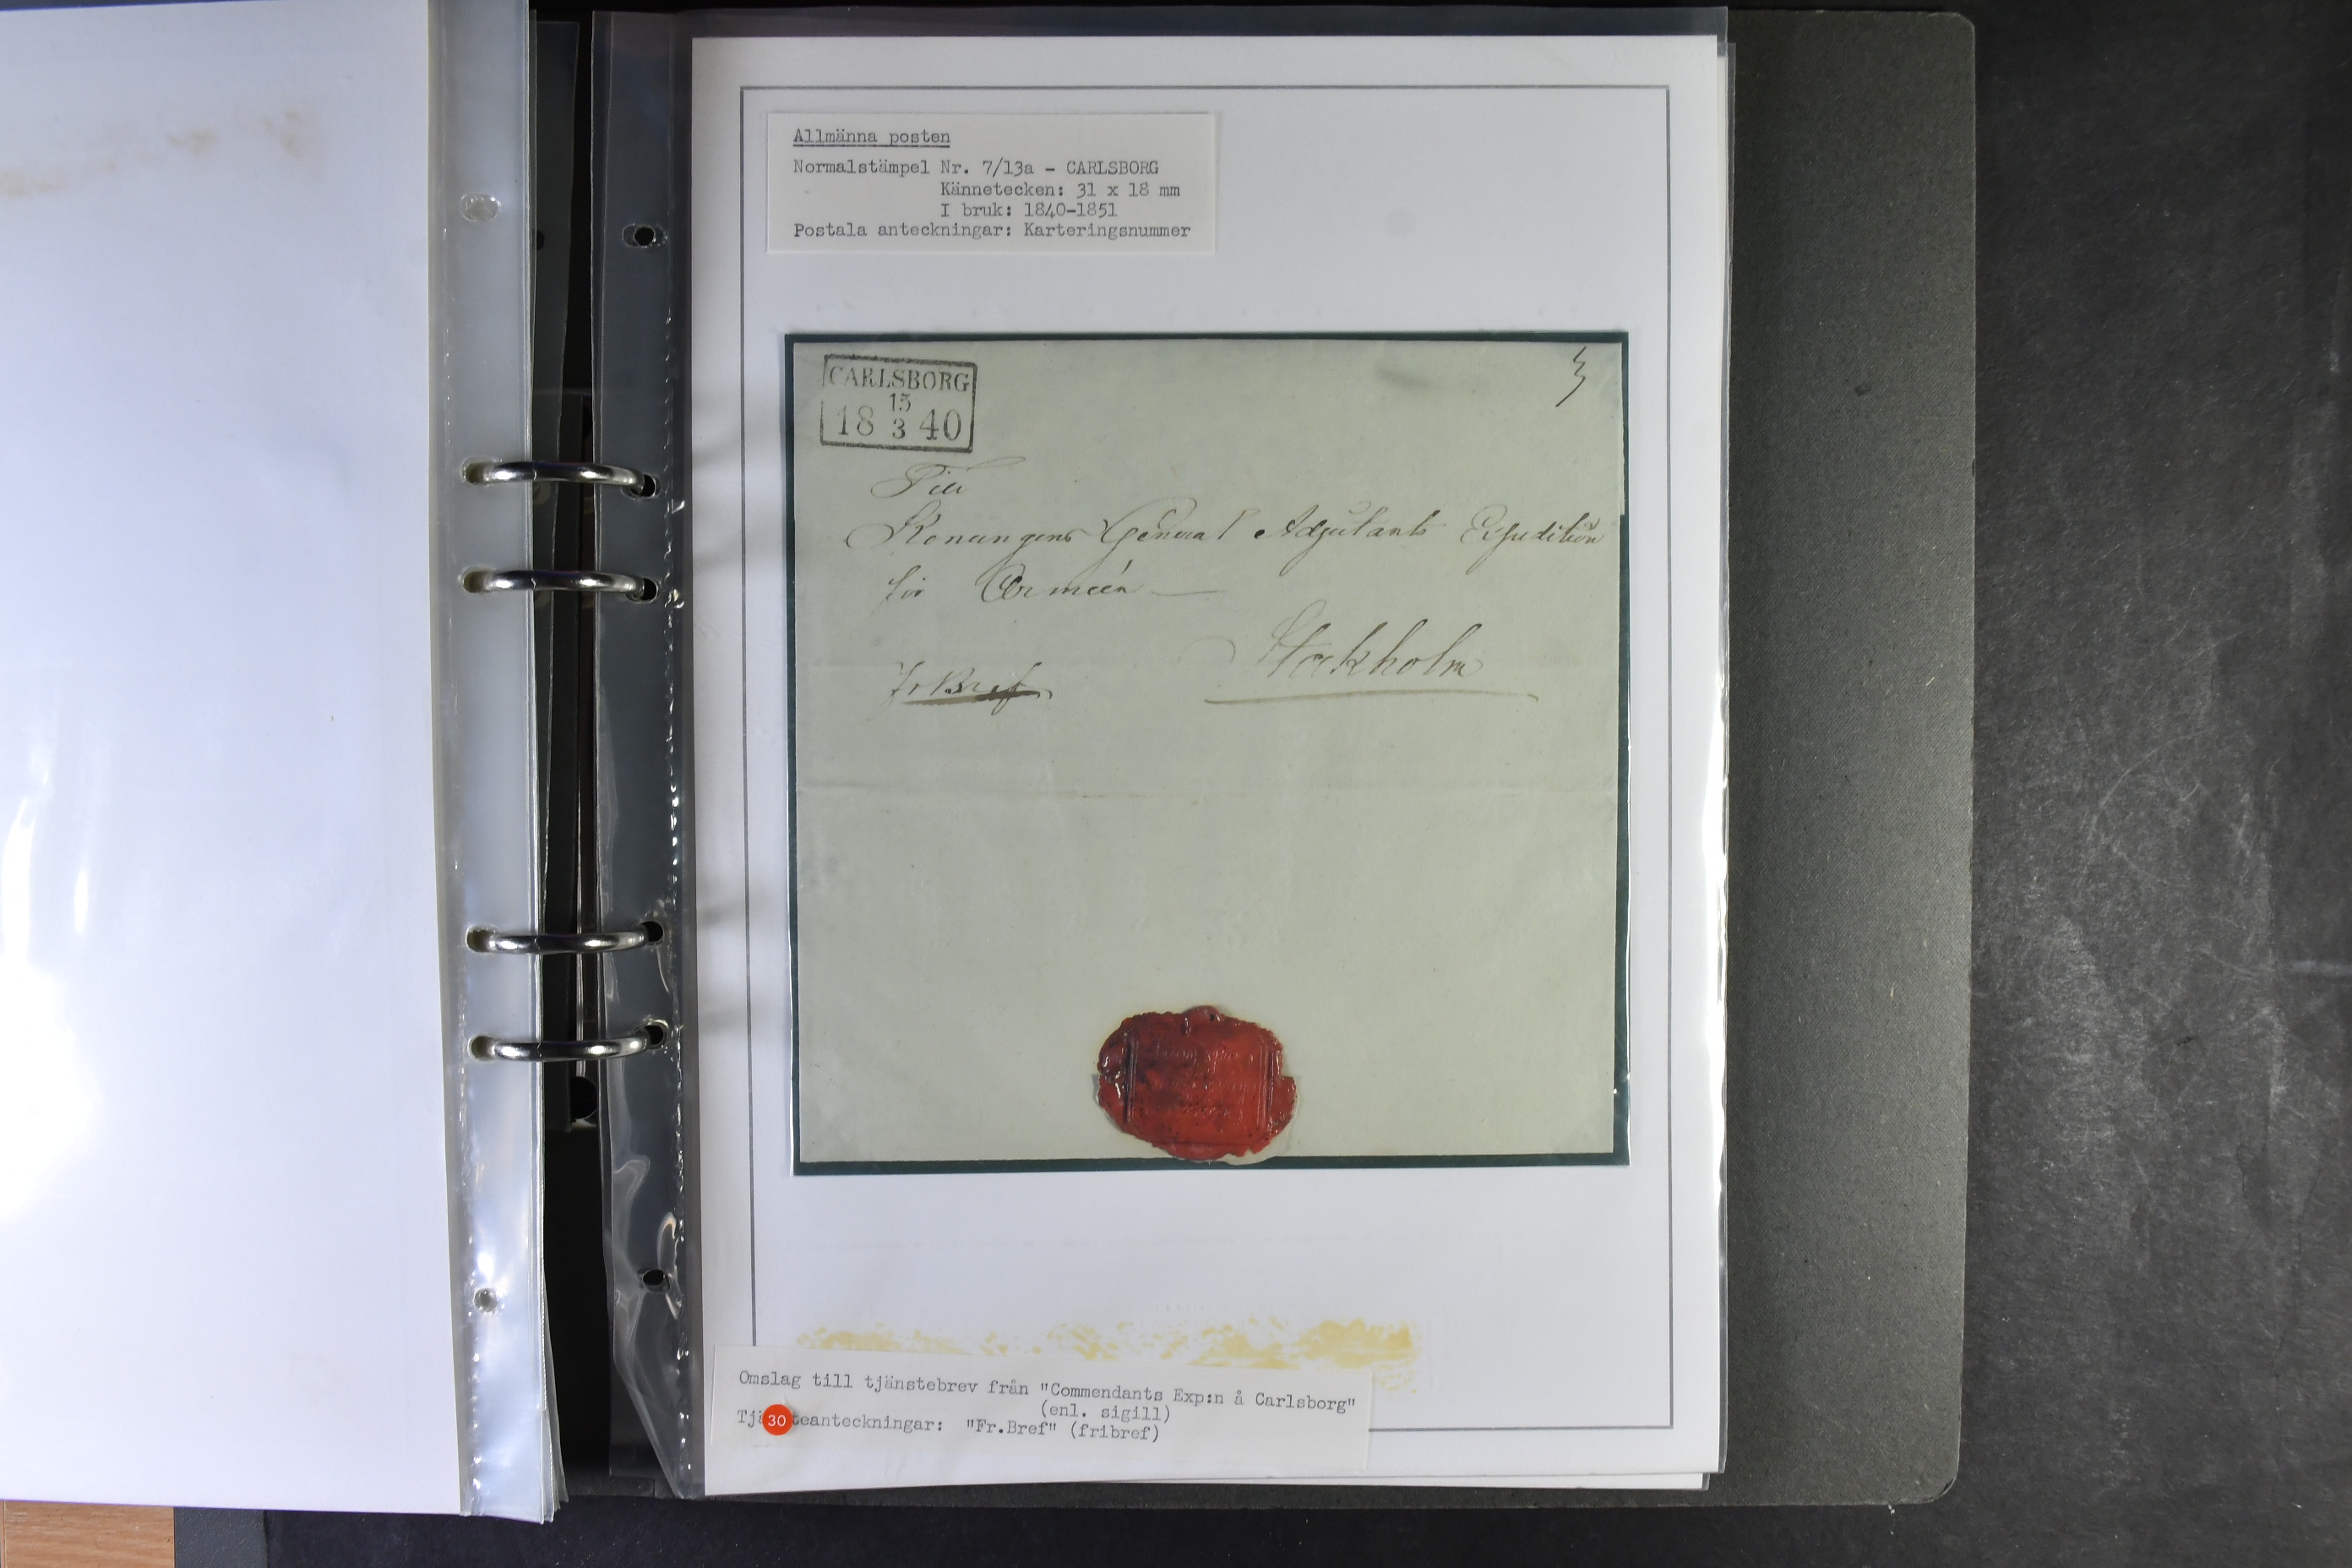 Allmänna posten
Normalstämpel Nr. 7/13a - CARLSBORG
Kännetecken: 31 x 18 mm
I bruk: 1840-1851
Postala anteckningar: Karteringsnummer
CARLSBORG
15
18 3 40
Till
Konungens General Adjutants Expedition
för Arméen
Stockholm
Fr Bref
Omslag till tjänstebrev från "Commendants Exp:n å Carlsborg"
(enl. sigill)
30
"Fr.Bref" (fribref)